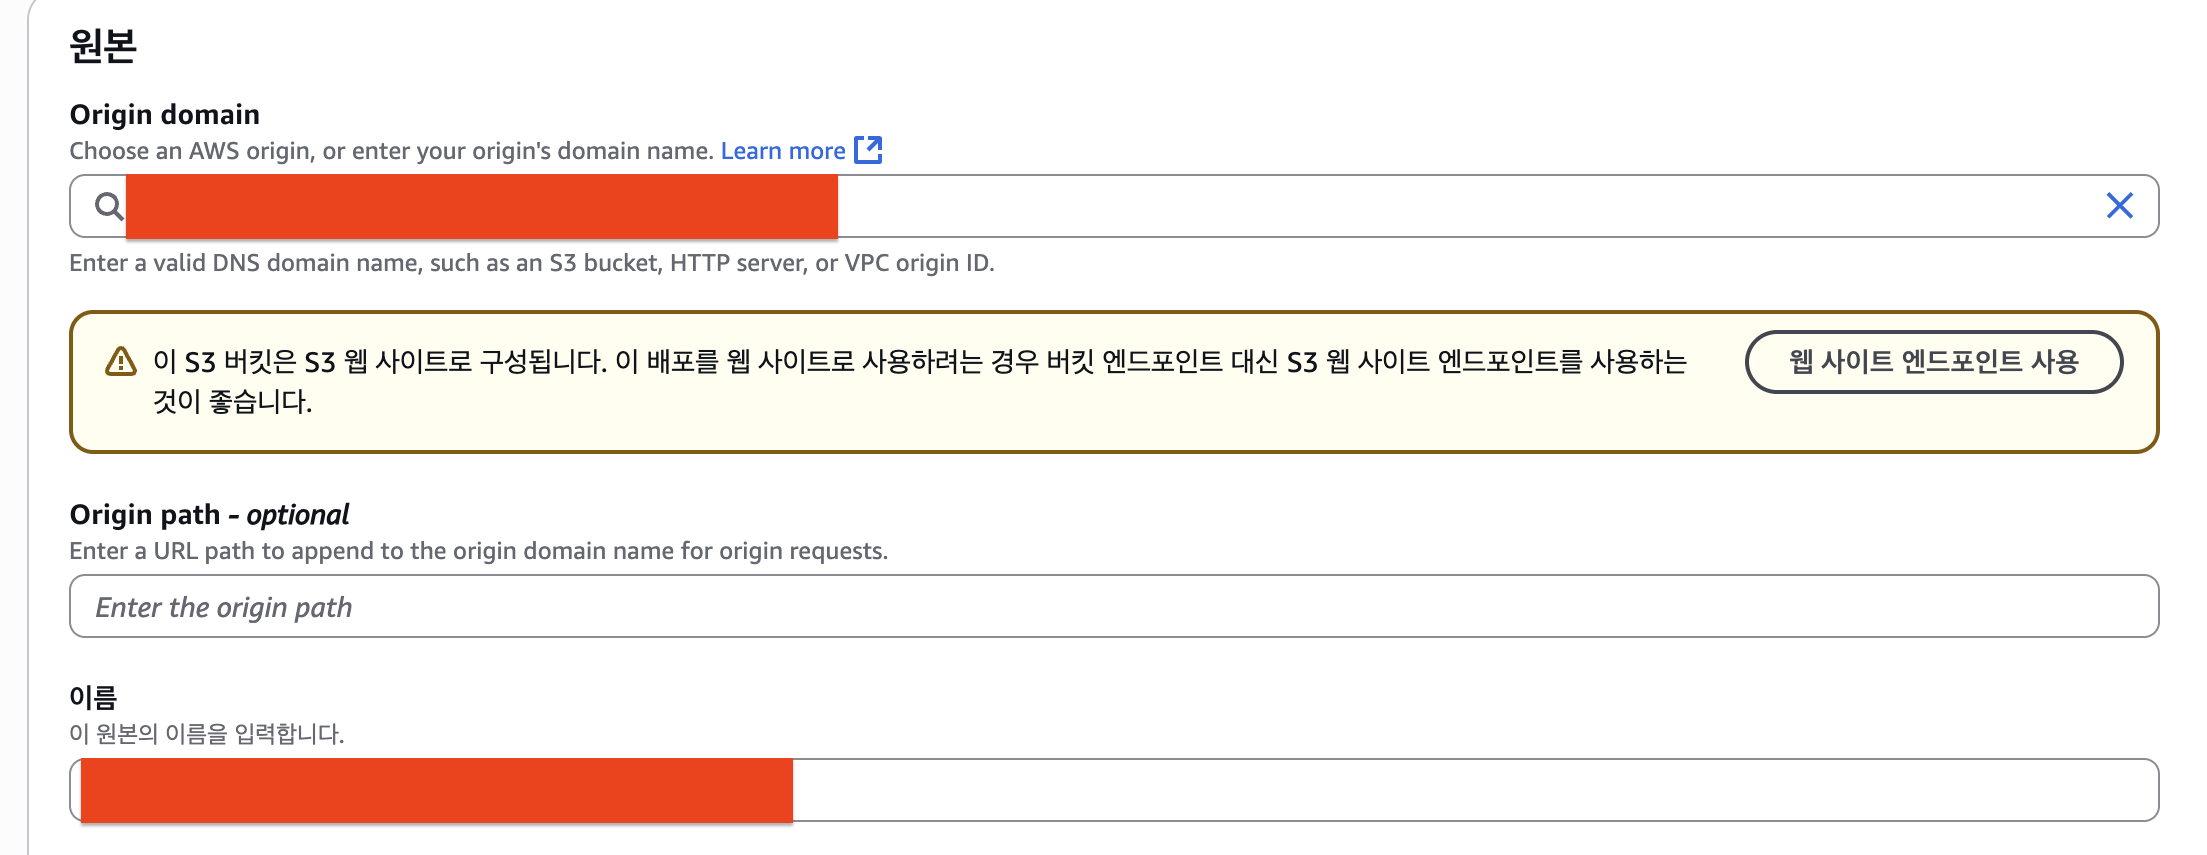 원본
Origin domain
Choose an AWS origin, or enter your origin's domain name. Learn more
Enter a valid DNS domain name, such as an S3 bucket, HTTP server, or VPC origin ID.
이 S3 버킷은 S3 웹 사이트로 구성됩니다. 이 배포를 웹 사이트로 사용하려는 경우 버킷 엔드포인트 대신 S3 웹 사이트 엔드포인트를 사용하는
것이 좋습니다.
웹 사이트 엔드포인트 사용
Origin path - optional
Enter a URL path to append to the origin domain name for origin requests.
Enter the origin path
이름
이 원본의 이름을 입력합니다.